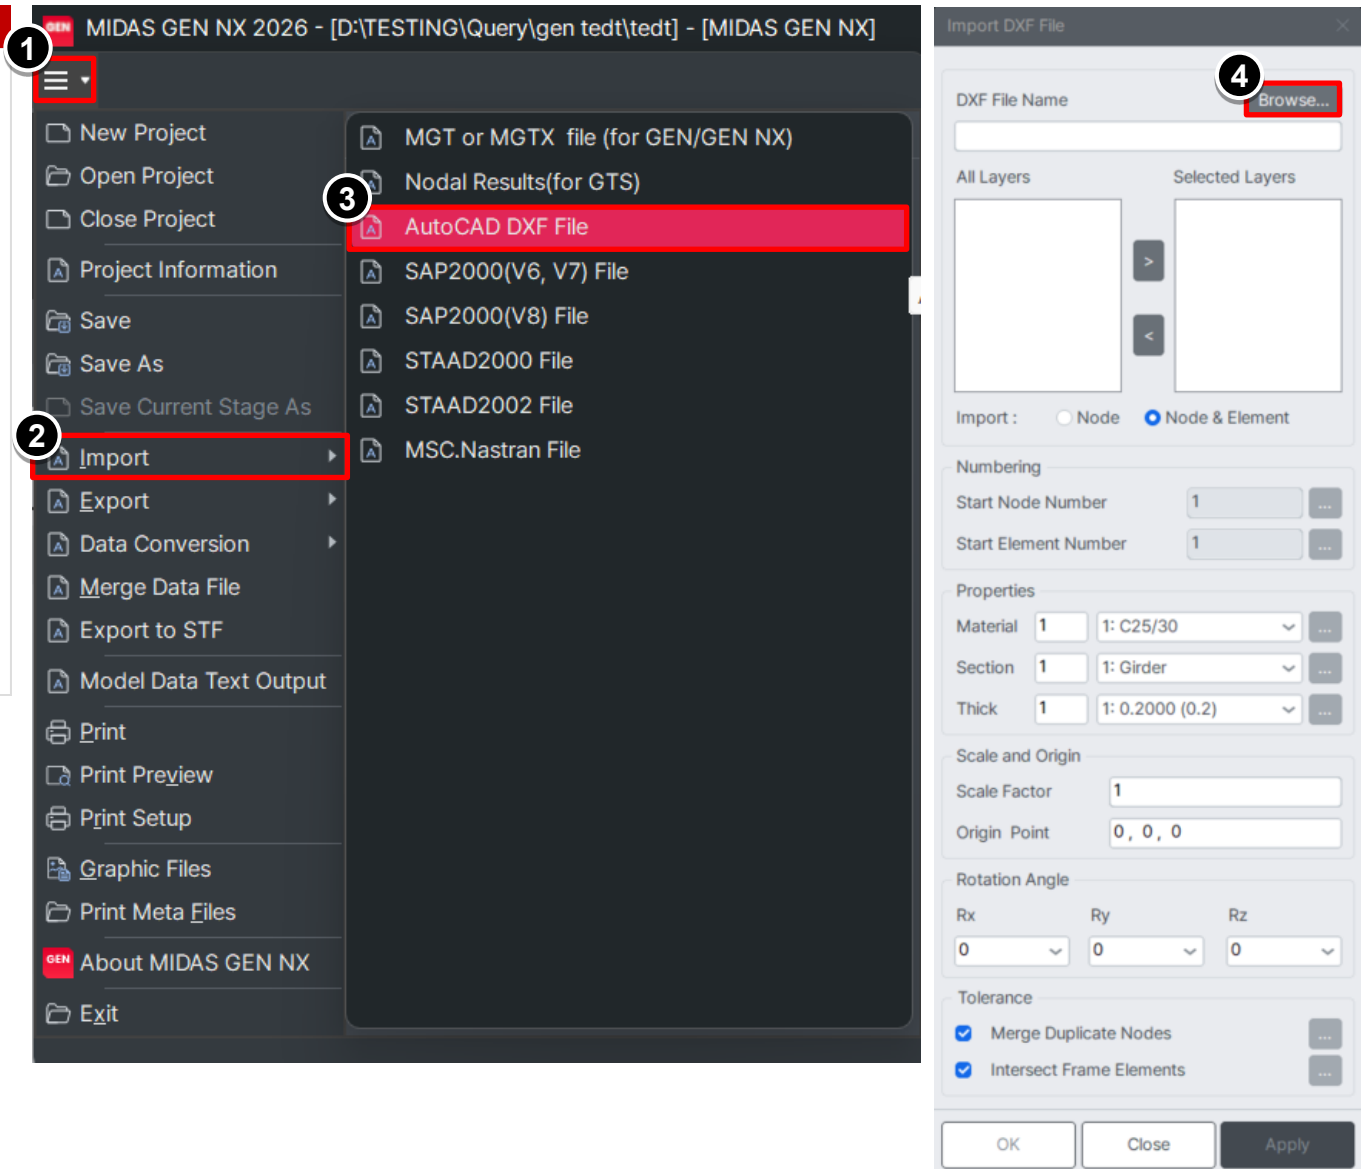 GEN MIDAS GEN NX 2026 - [D:\TESTING\Query\gen tedt\tedt] - [MIDAS GEN NX]
1
New Project
Open Project
Close Project
Project Information
Save
Save As
Save Current Stage As
2
Import
Export
Data Conversion
Merge Data File
Export to STF
Model Data Text Output
Print
Print Preview
Print Setup
Graphic Files
Print Meta Files
GEN About MIDAS GEN NX
Exit
MGT or MGTX file (for GEN/GEN NX)
Nodal Results(for GTS)
3
AutoCAD DXF File
SAP2000(V6, V7) File
SAP2000(V8) File
STAAD2000 File
STAAD2002 File
MSC.Nastran File
Import DXF File
4
DXF File Name Browse...
All Layers Selected Layers
>
<
Import : Node Node & Element
Numbering
Start Node Number 1 ...
Start Element Number 1 ...
Properties
Material 1 1: C25/30 ...
Section 1 1: Girder ...
Thick 1 1: 0.2000 (0.2) ...
Scale and Origin
Scale Factor 1
Origin Point 0, 0, 0
Rotation Angle
Rx Ry Rz
0 0 0
Tolerance
Merge Duplicate Nodes ...
Intersect Frame Elements ...
OK Close Apply